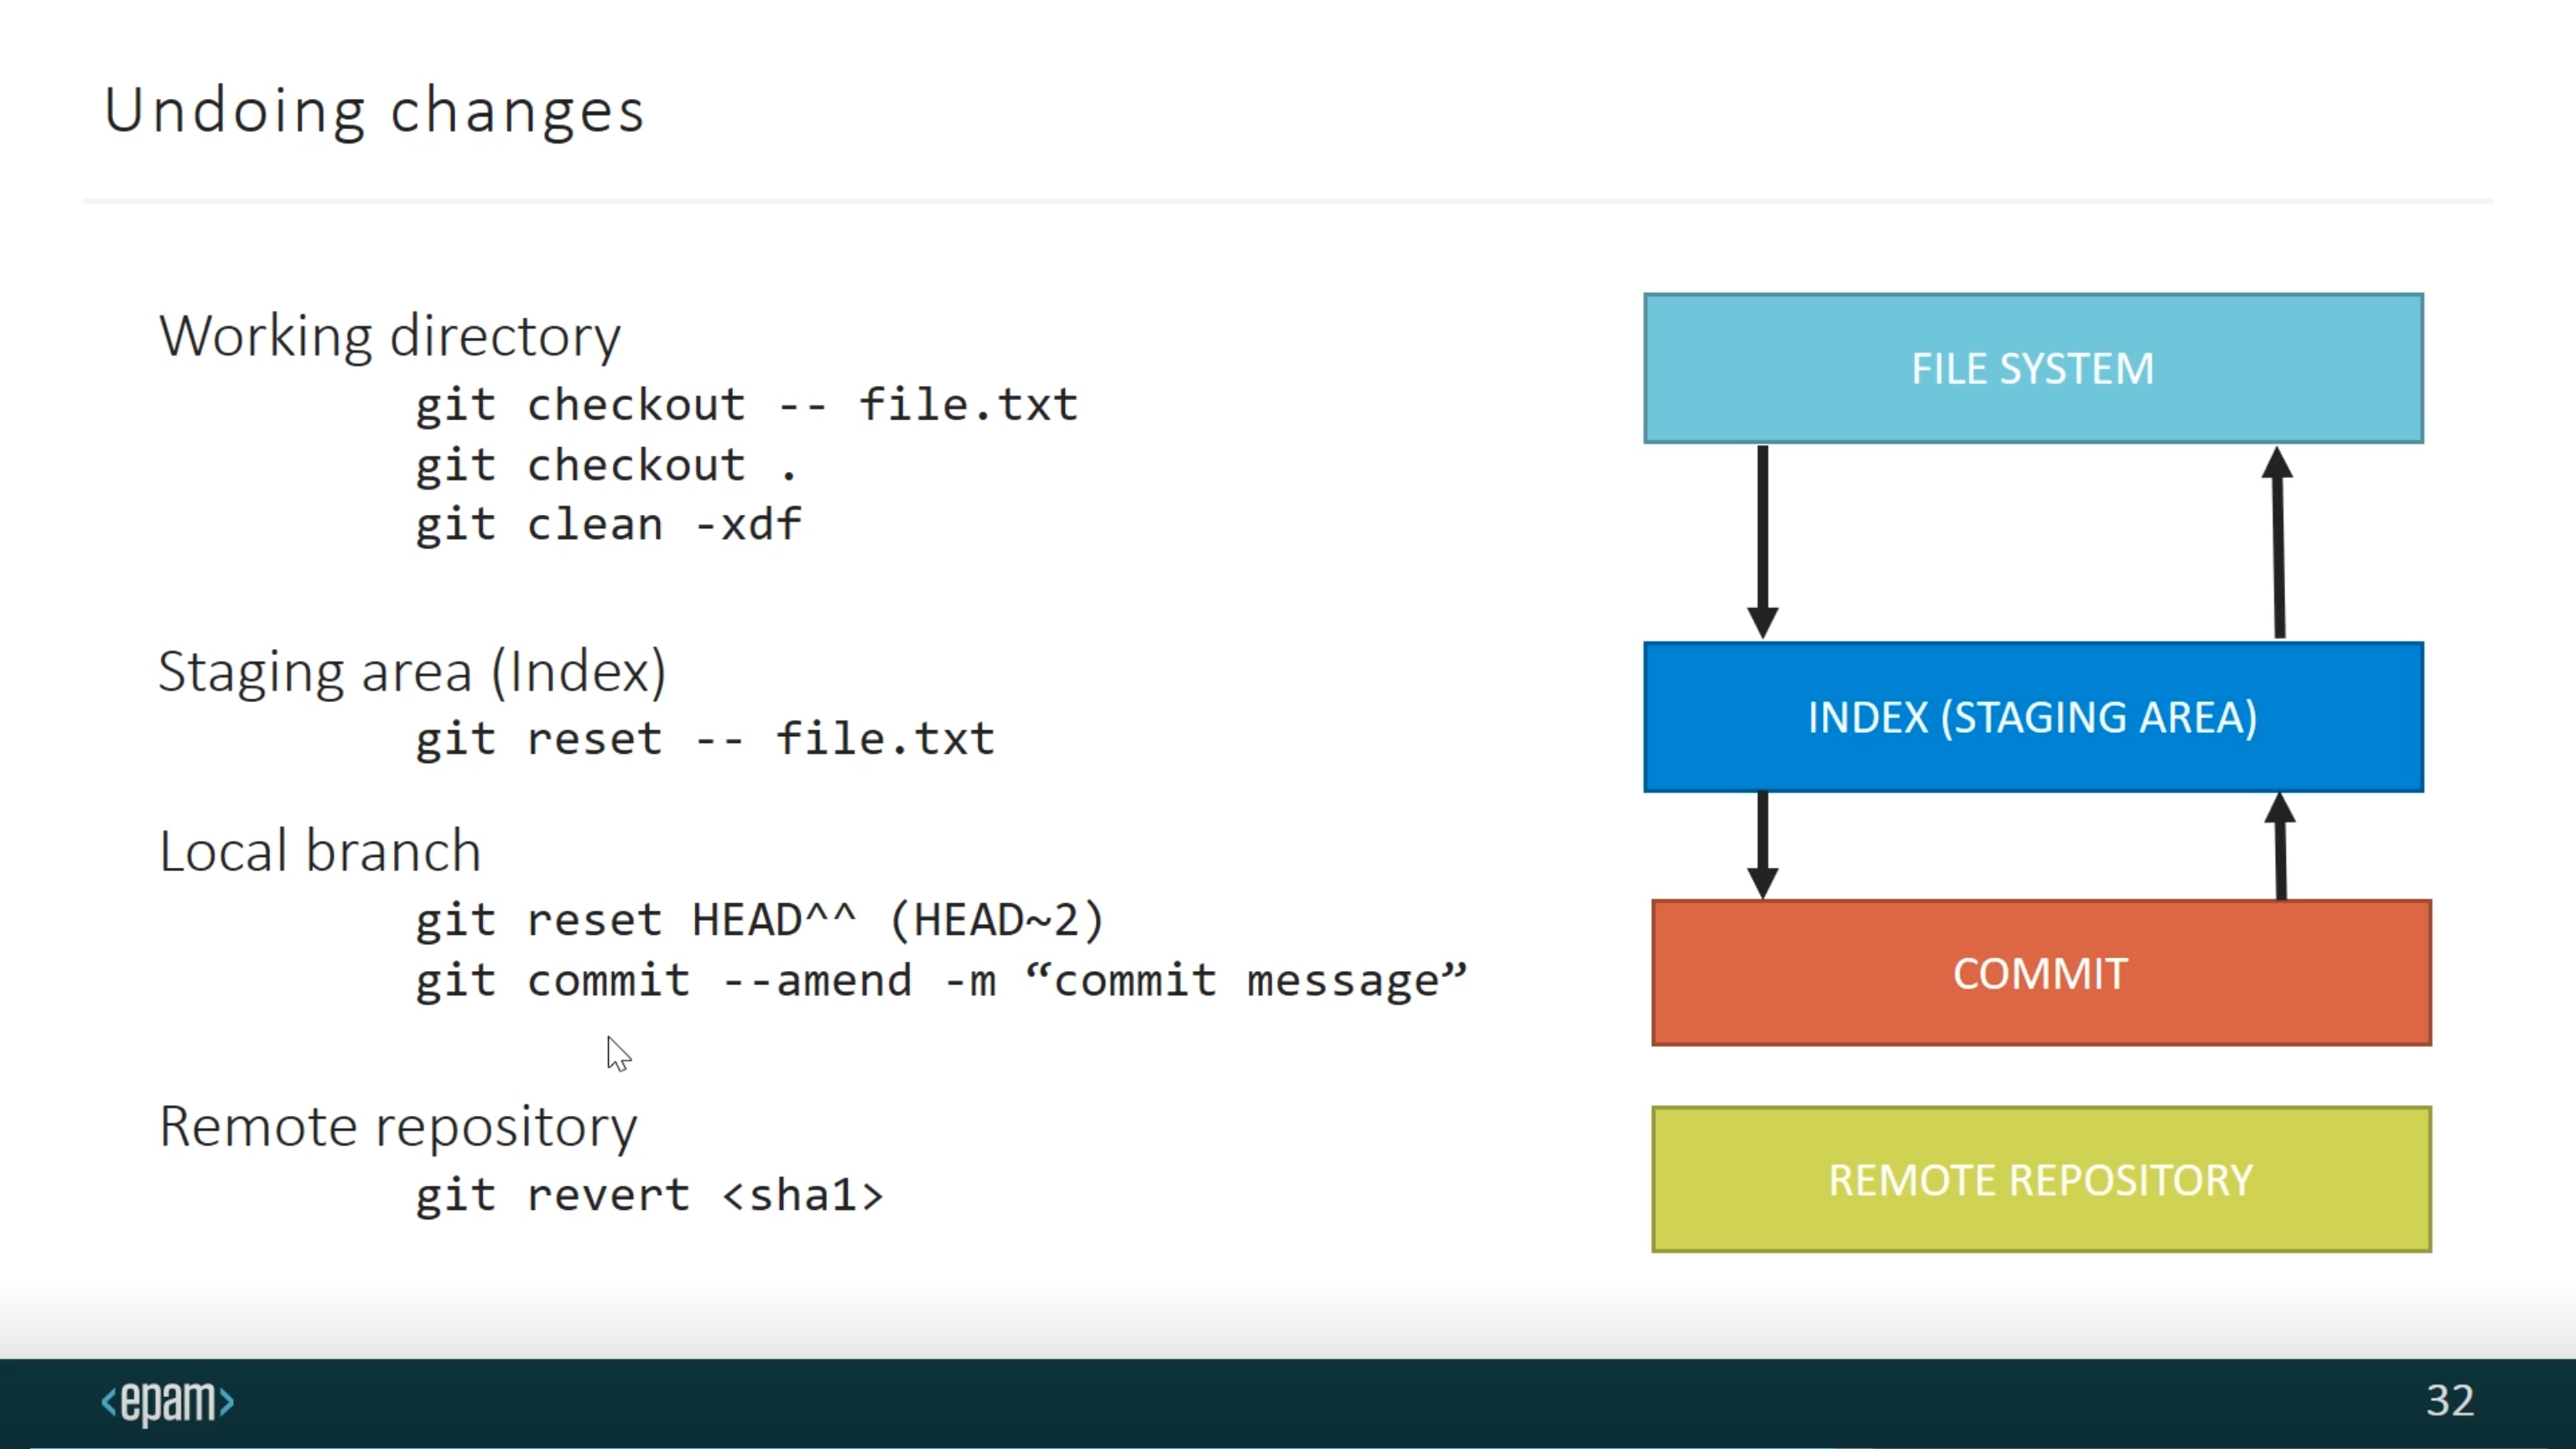 Undoing changes
Working directory
git checkout -- file.txt
git checkout .
git clean -xdf
Staging area (Index)
git reset -- file.txt
Local branch
git reset HEAD^^ (HEAD~2)
git commit --amend -m “commit message”
Remote repository
git revert <sha1>
FILE SYSTEM
INDEX (STAGING AREA)
COMMIT
REMOTE REPOSITORY
<epam>
32